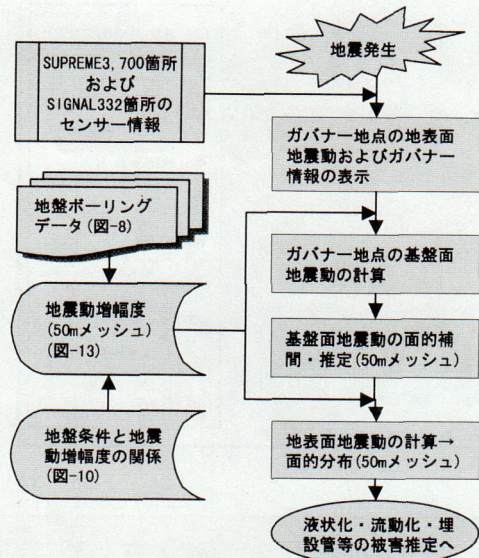 地震発生
SUPREME3,700箇所
および
SIGNAL332箇所の
センサー情報
ガバナー地点の地表面
地震動およびガバナー
情報の表示
地盤ボーリング
データ(図-8)
ガバナー地点の基盤面
地震動の計算
地震動増幅度
(50mメッシュ)
(図-13)
基盤面地震動の面的補
間・推定(50mメッシュ)
地盤条件と地震
動増幅度の関係
(図-10)
地表面地震動の計算→
面的分布(50mメッシュ)
液状化・流動化・埋
設管等の被害推定へ